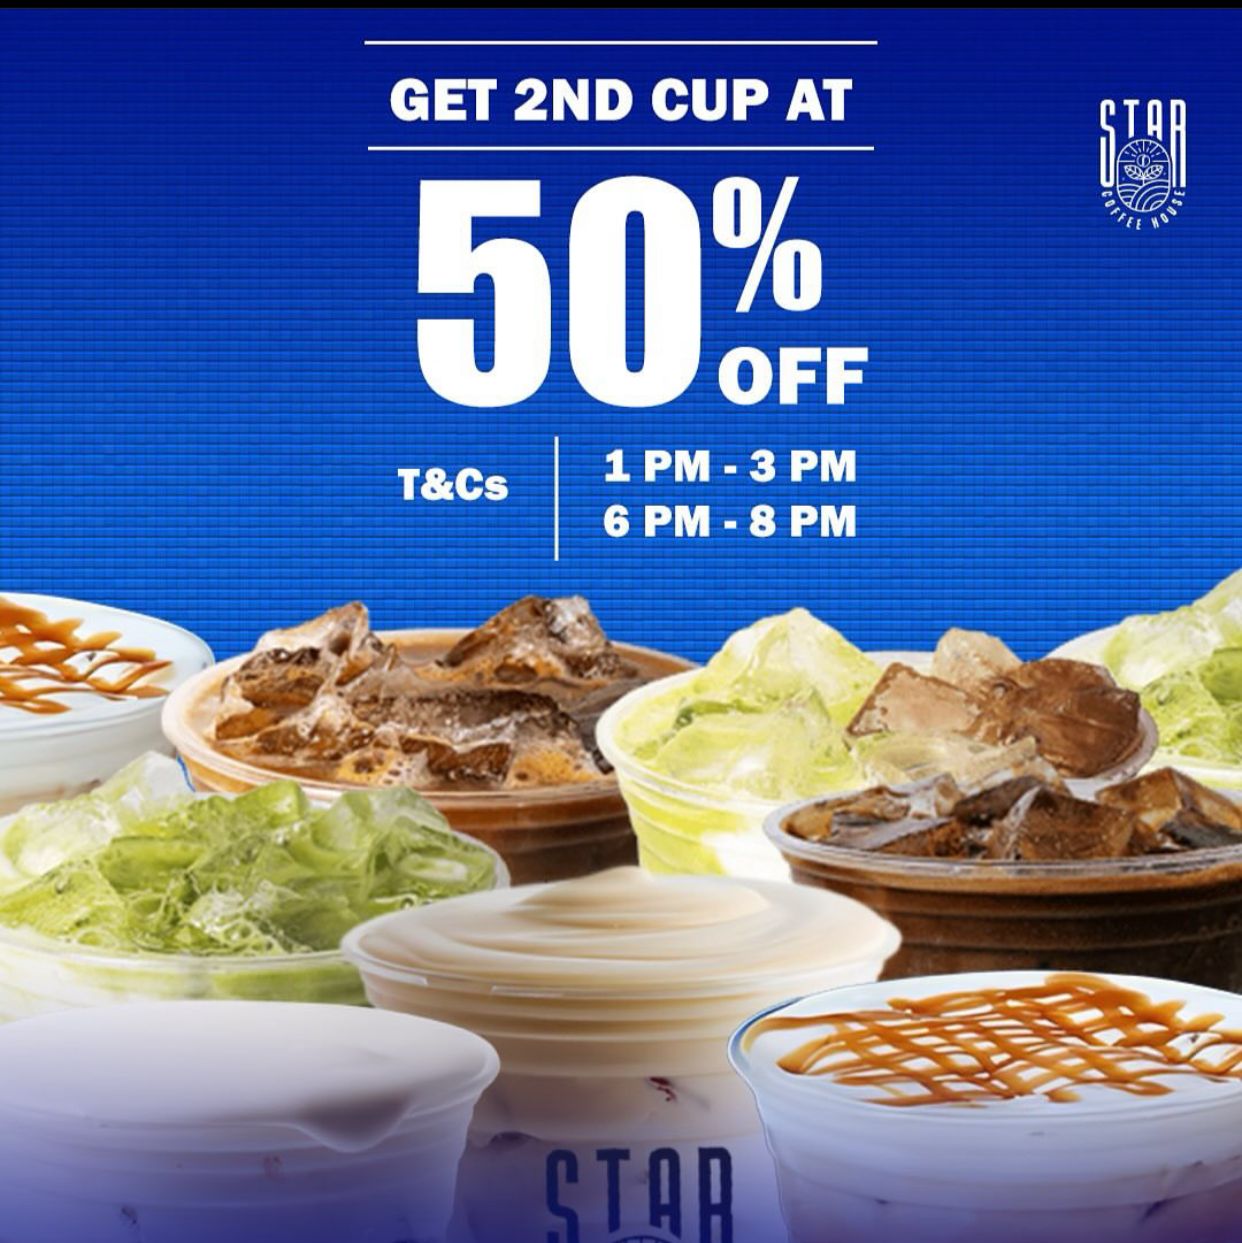 GET 2ND CUP AT
50%
OFF
T&Cs
1 PM - 3 PM
6 PM - 8 PM
STAR
COFFEE HOUSE
STAR